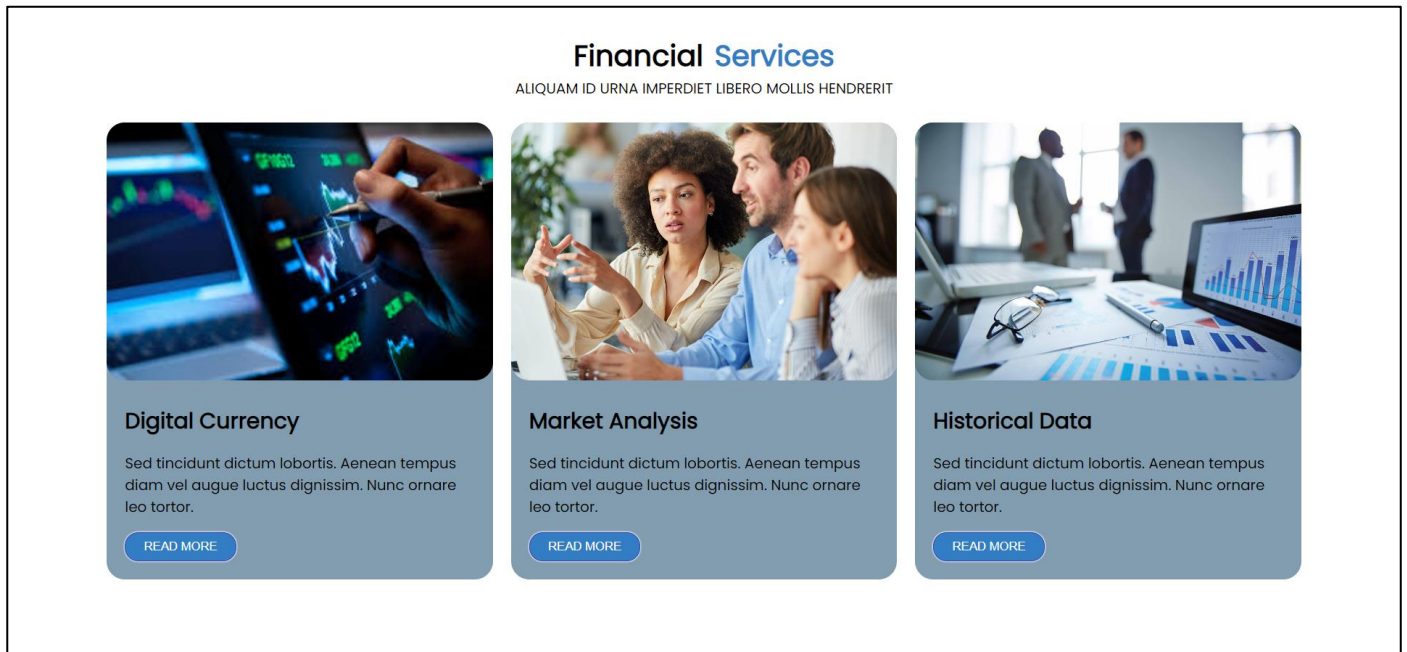 Financial Services
ALIQUAM ID URNA IMPERDIET LIBERO MOLLIS HENDRERIT
GFG12
Digital Currency
Sed tincidunt dictum lobortis. Aenean tempus
diam vel augue luctus dignissim. Nunc ornare
leo tortor.
READ MORE
Market Analysis
Sed tincidunt dictum lobortis. Aenean tempus
diam vel augue luctus dignissim. Nunc ornare
leo tortor.
READ MORE
Historical Data
Sed tincidunt dictum lobortis. Aenean tempus
diam vel augue luctus dignissim. Nunc ornare
leo tortor.
READ MORE